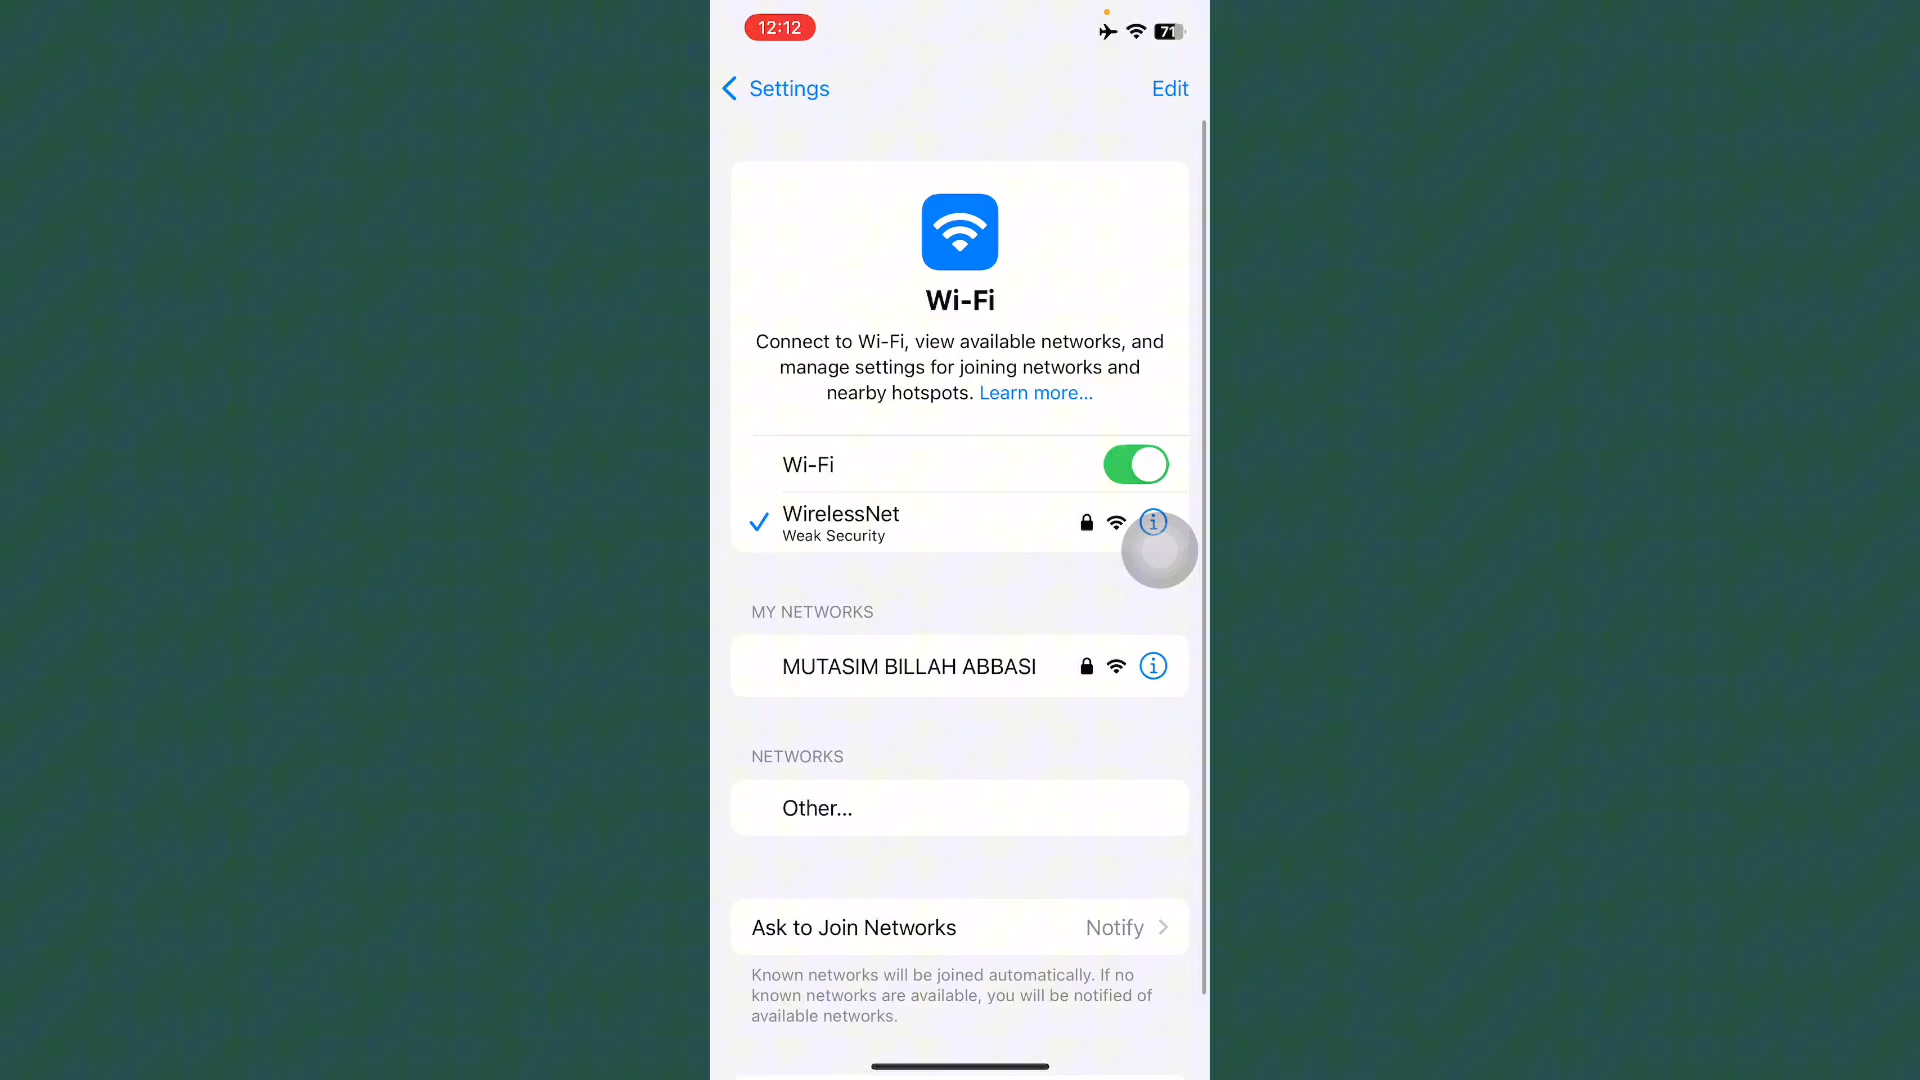 12:12
71
Settings
Edit
Wi-Fi
Connect to Wi-Fi, view available networks, and
manage settings for joining networks and
nearby hotspots. Learn more...
Wi-Fi
WirelessNet
Weak Security
MY NETWORKS
MUTASIM BILLAH ABBASI
NETWORKS
Other...
Ask to Join Networks
Notify
Known networks will be joined automatically. If no
known networks are available, you will be notified of
available networks.